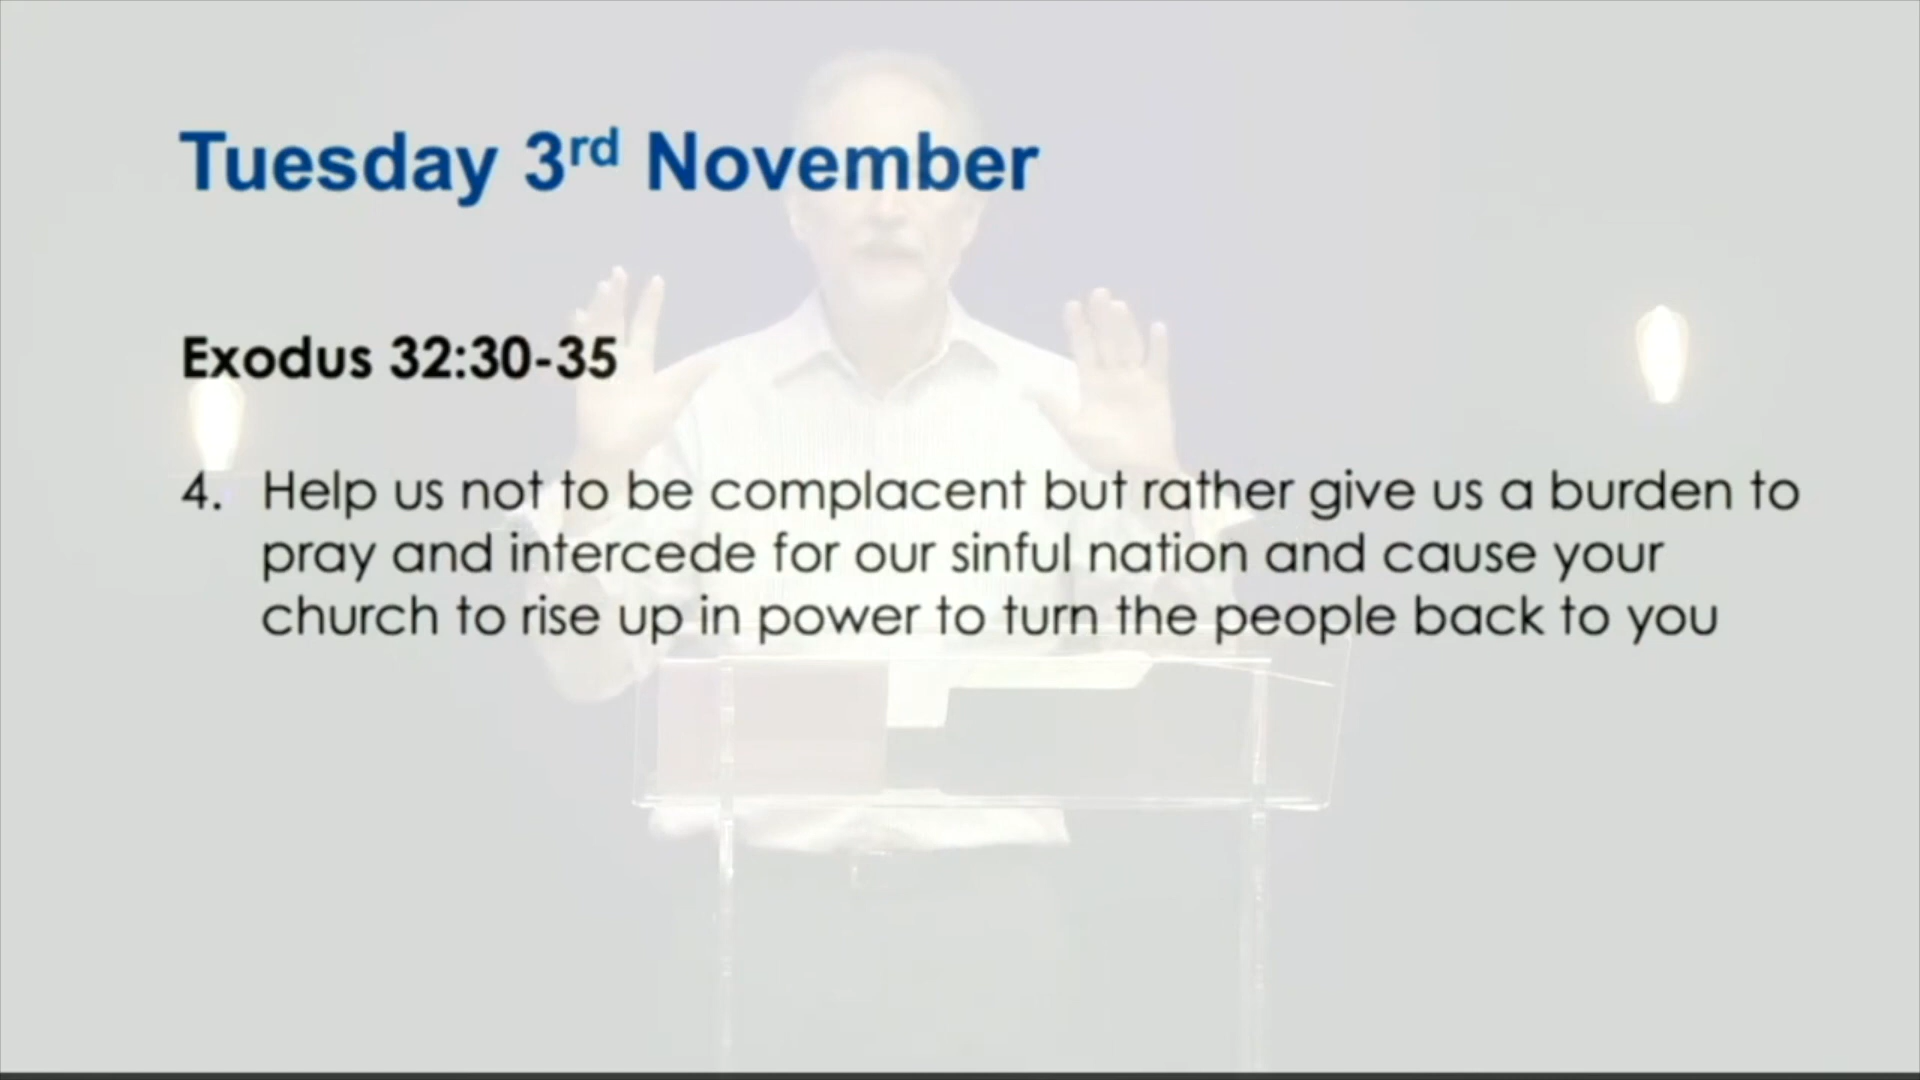 Tuesday 3rd November
Exodus 32:30-35
4. Help us not to be complacent but rather give us a burden to
pray and intercede for our sinful nation and cause your
church to rise up in power to turn the people back to you